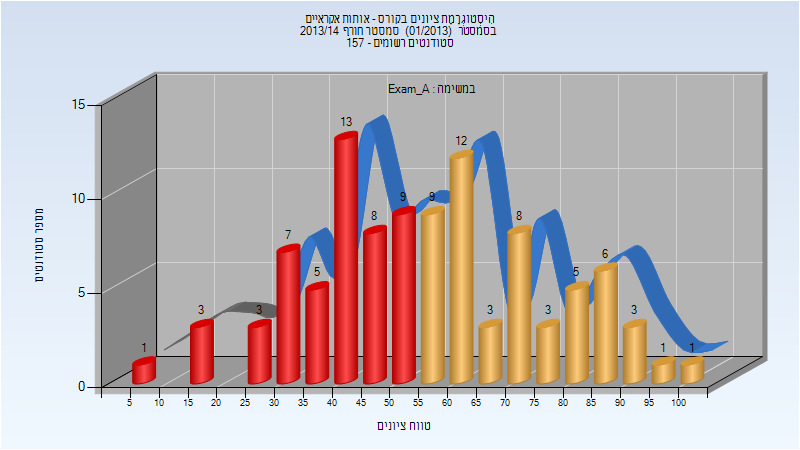 היסטוגרמת ציונים בקורס - אותות אקראיים
בסמסטר (01/2013) סמסטר חורף 2013/14
סטודנטים רשומים - 157
במשימה : Exam_A
מספר סטודנטים
15
10
5
0
1 3 3 7 5 13 8 9 9 12 3 8 3 5 6 3 1 1
5 10 15 20 25 30 35 40 45 50 55 60 65 70 75 80 85 90 95 100
טווח ציונים